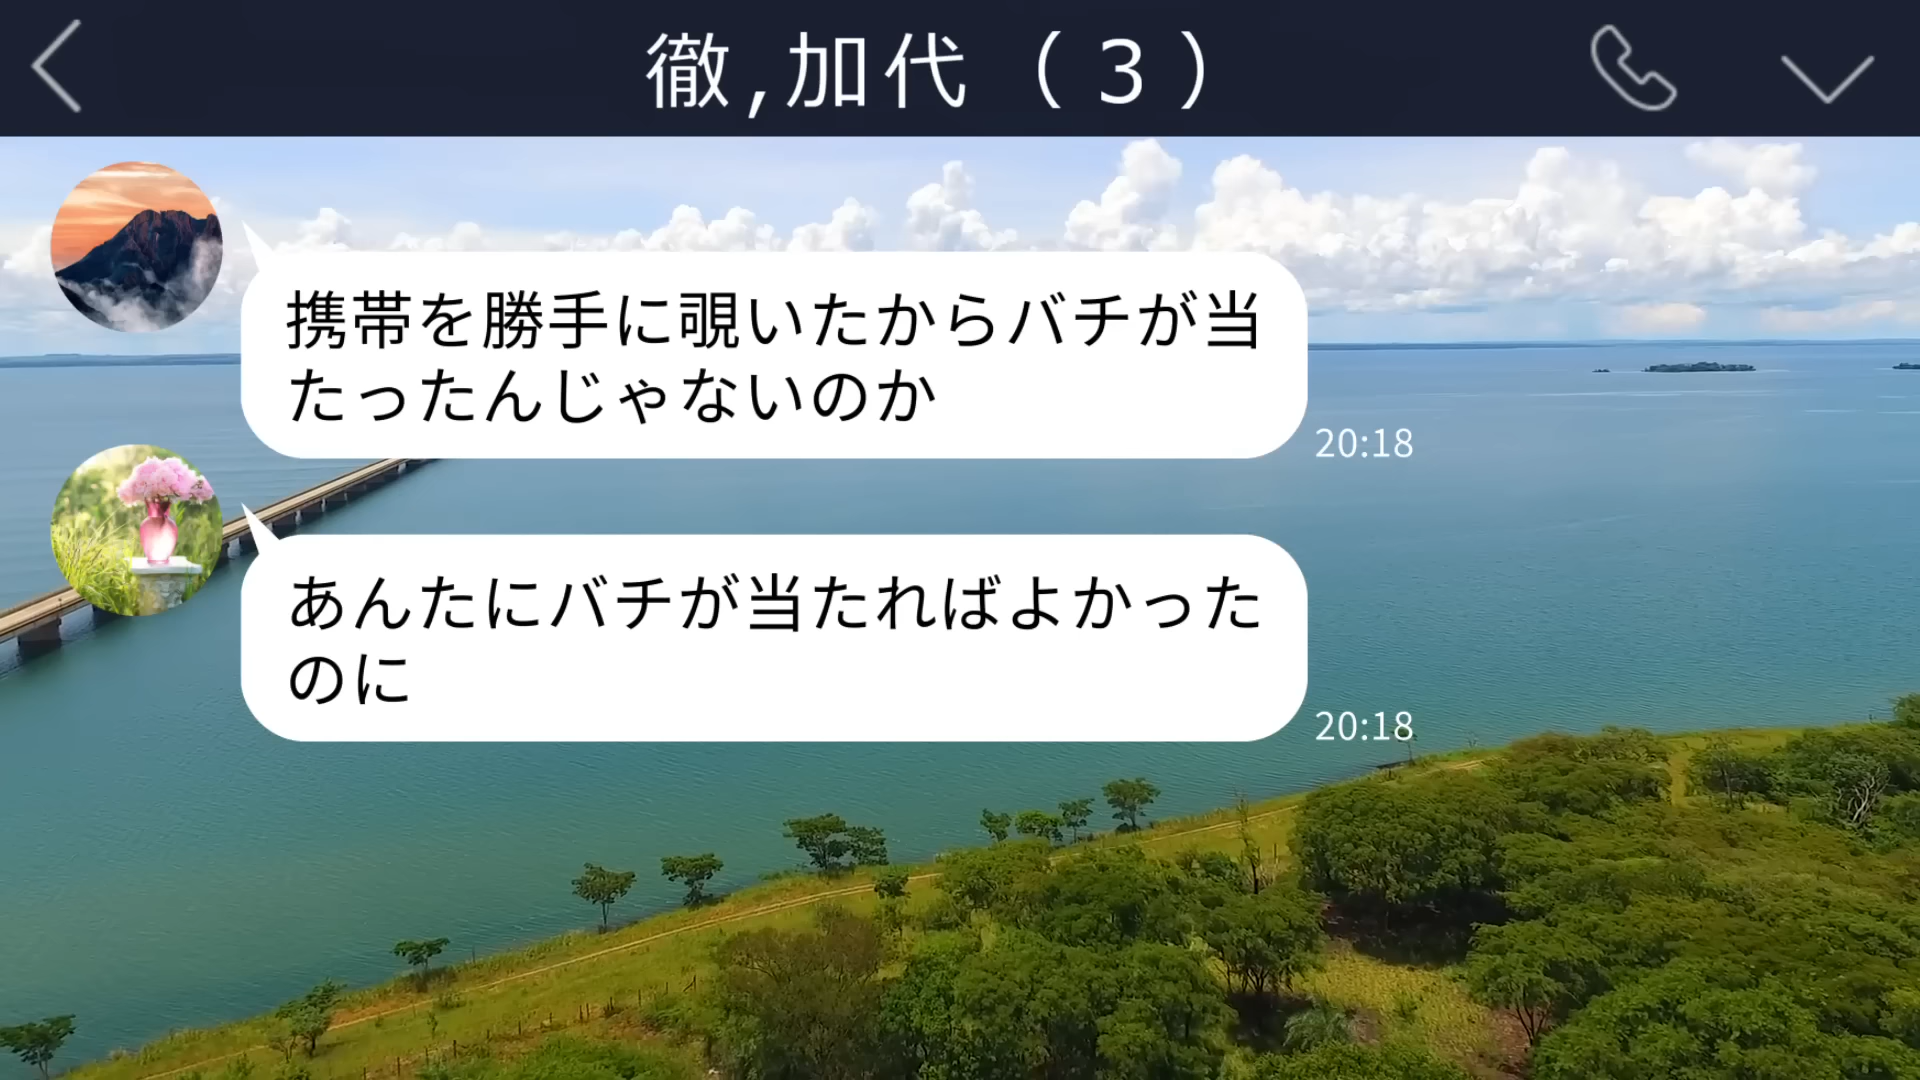 徹,加代（3）
携帯を勝手に覗いたからバチが当
たったんじゃないのか
20:18
あんたにバチが当たればよかった
のに
20:18